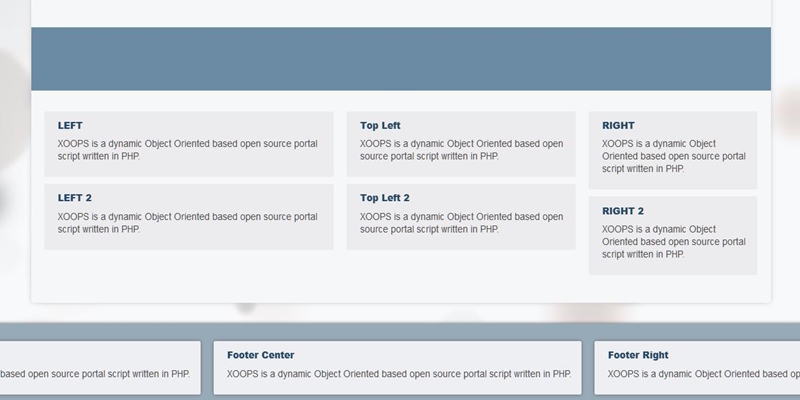 LEFT
XOOPS is a dynamic Object Oriented based open source portal
script written in PHP.
LEFT 2
XOOPS is a dynamic Object Oriented based open source portal
script written in PHP.
Top Left
XOOPS is a dynamic Object Oriented based open
source portal script written in PHP.
Top Left 2
XOOPS is a dynamic Object Oriented based open
source portal script written in PHP.
RIGHT
XOOPS is a dynamic Object
Oriented based open source portal
script written in PHP.
RIGHT 2
XOOPS is a dynamic Object
Oriented based open source portal
script written in PHP.
based open source portal script written in PHP.
Footer Center
XOOPS is a dynamic Object Oriented based open source portal script written in PHP.
Footer Right
XOOPS is a dynamic Object Oriented based op